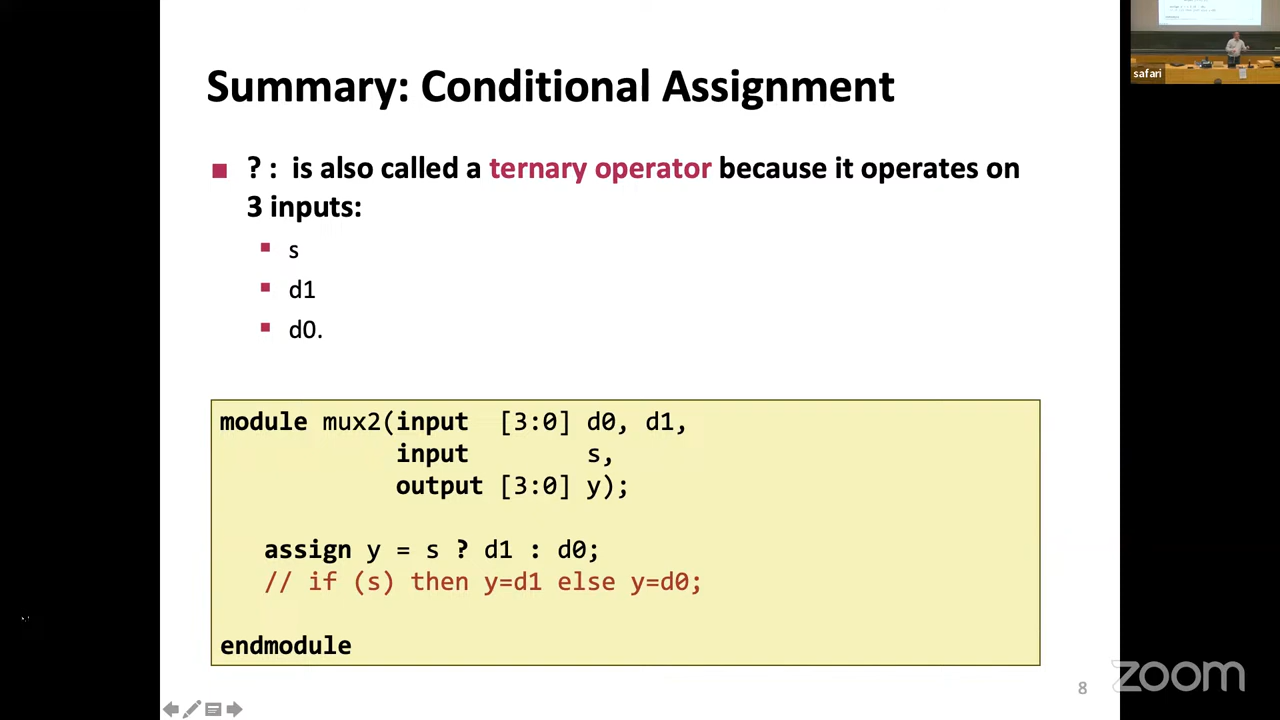 Summary: Conditional Assignment
? : is also called a ternary operator because it operates on
3 inputs:
s
d1
d0.
module mux2(input [3:0] d0, d1,
input s,
output [3:0] y);
assign y = s ? d1 : d0;
// if (s) then y=d1 else y=d0;
endmodule
8
zoom
safari